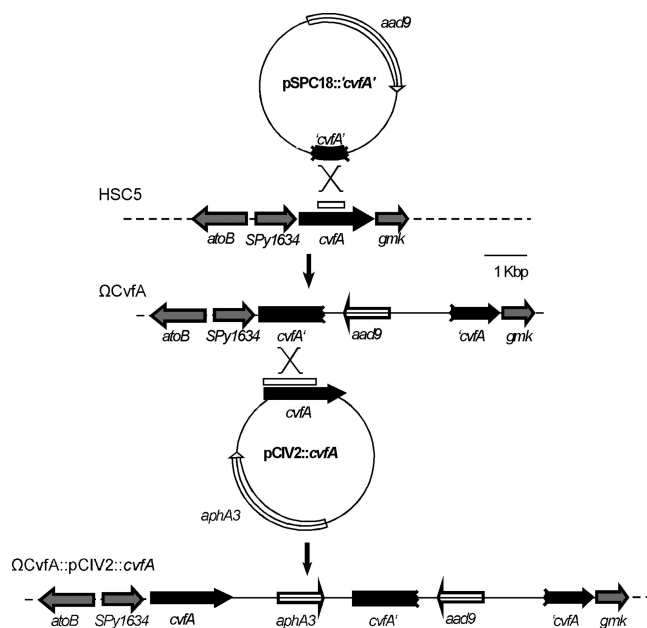 aad9
pSPC18::'cvfA'
'cvfA'
HSC5
atoB SPy1634 cvfA gmk
1 Kbp
ΩCvfA
atoB SPy1634 cvfA' aad9 'cvfA gmk
cvfA
pCIV2::cvfA
aphA3
ΩCvfA::pCIV2::cvfA
atoB SPy1634 cvfA aphA3 cvfA' aad9 'cvfA gmk